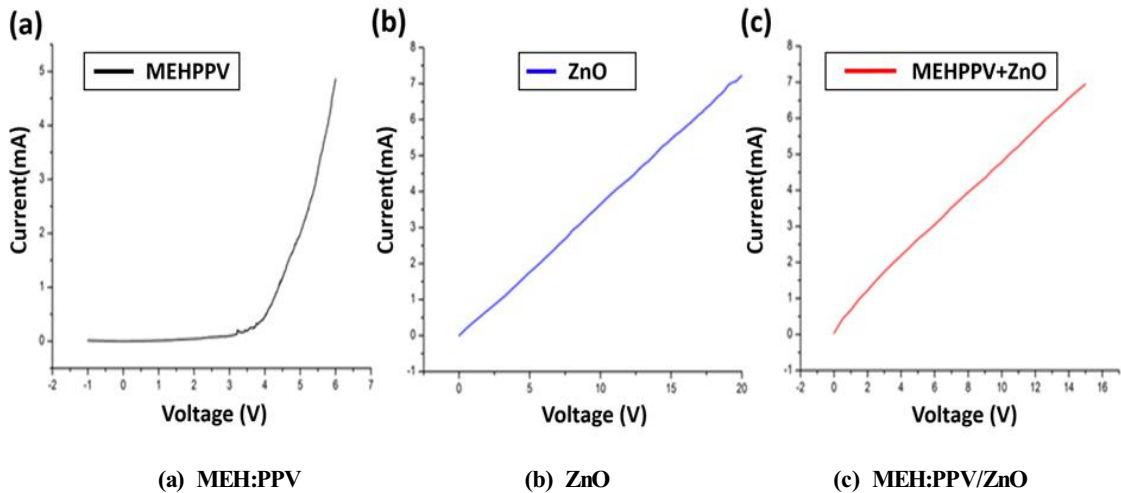 (a)
MEHPPV
Current(mA)
5
4
3
2
1
0
-2 -1 0 1 2 3 4 5 6 7
Voltage (V)
(b)
ZnO
Current(mA)
8
7
6
5
4
3
2
1
0
-1
0 5 10 15 20
Voltage (V)
(c)
MEHPPV+ZnO
Current(mA)
8
7
6
5
4
3
2
1
0
-1
-2 0 2 4 6 8 10 12 14 16
Voltage (V)
(a) MEH:PPV
(b) ZnO
(c) MEH:PPV/ZnO